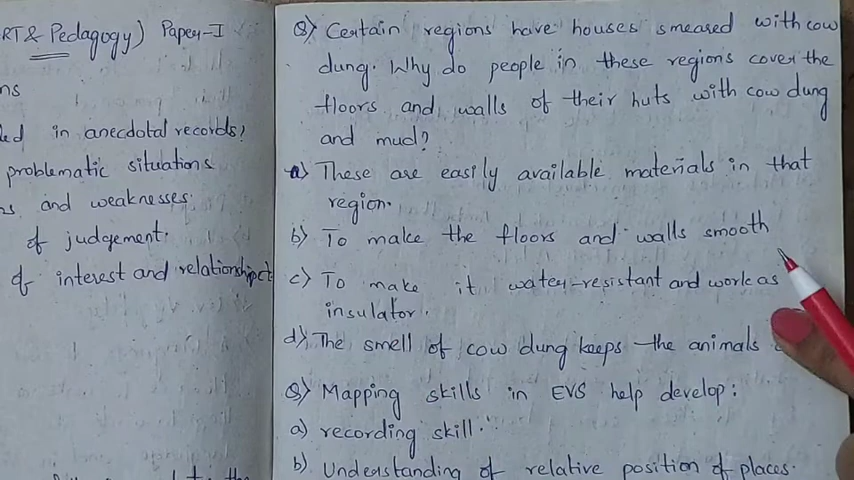 RT & Pedagogy) Paper-I
ns
in anecdotal records?
problematic situations
and weaknesses.
of judgement.
of interest and relationship
Q) Certain regions have houses smeared with cow
dung. Why do people in these regions cover the
floors and walls of their huts with cow dung
and mud?
a) These are easily available materials in that
region.
b) To make the floors and walls smooth
c) To make it water-resistant and work as
insulator.
d) The smell of cow dung keeps the animals
Q) Mapping skills in EVS help develop:
a) recording skill.
b) Understanding of relative position of places.